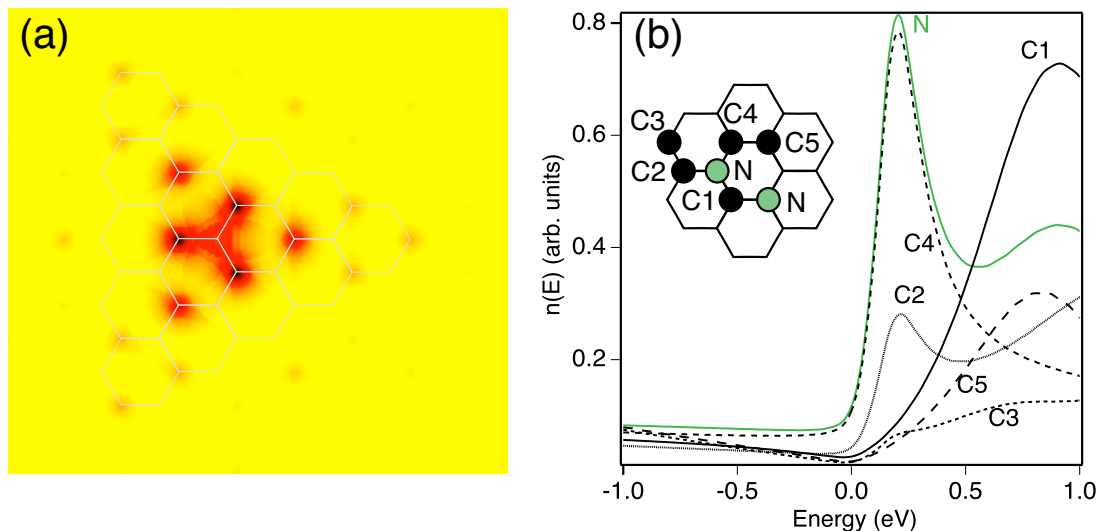 (a)
(b)
n(E) (arb. units)
0.8
0.6
0.4
0.2
-1.0
-0.5
0.0
0.5
1.0
Energy (eV)
N
C1
C4
C2
C5
C3
C3
C4
C5
C2
N
C1
N